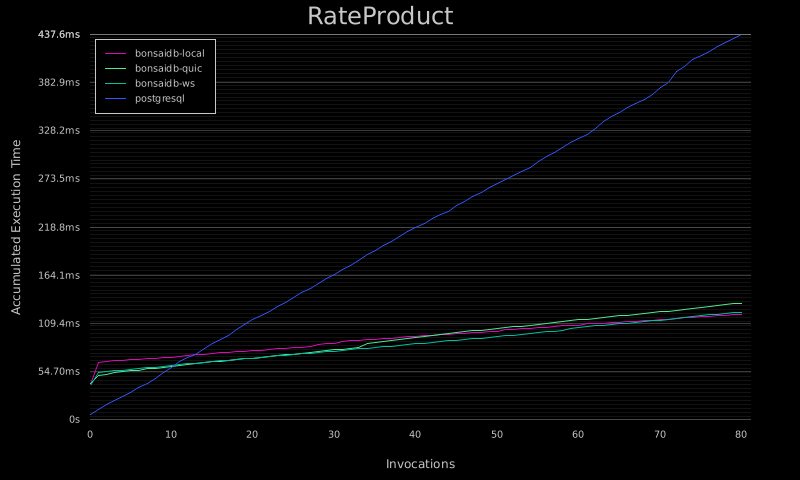 RateProduct
437.6ms
382.9ms
328.2ms
273.5ms
218.8ms
164.1ms
109.4ms
54.70ms
0s
bonsaidb-local
bonsaidb-quic
bonsaidb-ws
postgresql
Accumulated Execution Time
0 10 20 30 40 50 60 70 80
Invocations